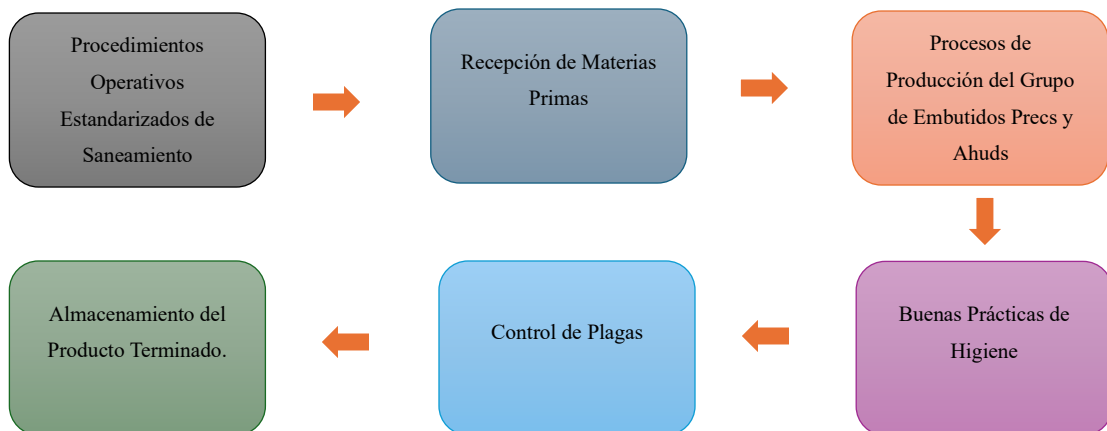 Procedimientos
Operativos
Estandarizados de
Saneamiento
Recepción de Materias
Primas
Procesos de
Producción del Grupo
de Embutidos Precs y
Ahuds
Buenas Prácticas de
Higiene
Control de Plagas
Almacenamiento del
Producto Terminado.